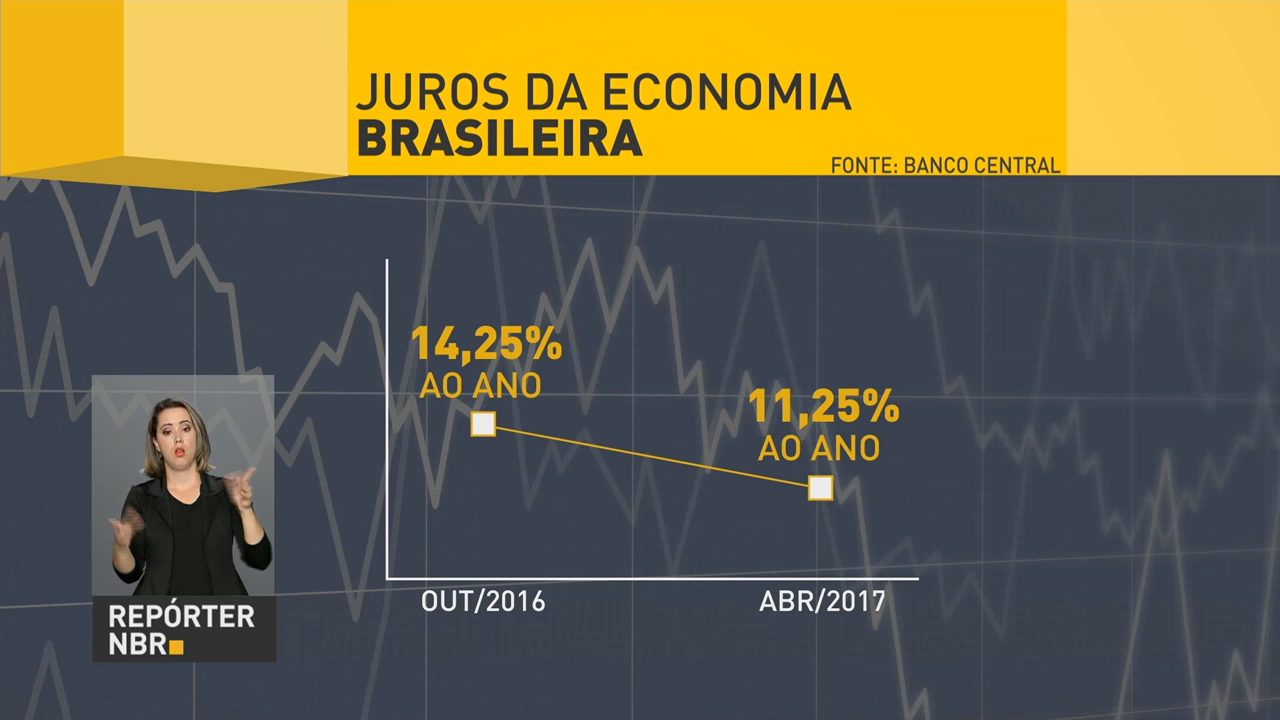 JUROS DA ECONOMIA
BRASILEIRA
FONTE: BANCO CENTRAL
14,25%
AO ANO
11,25%
AO ANO
OUT/2016
ABR/2017
REPÓRTER
NBR